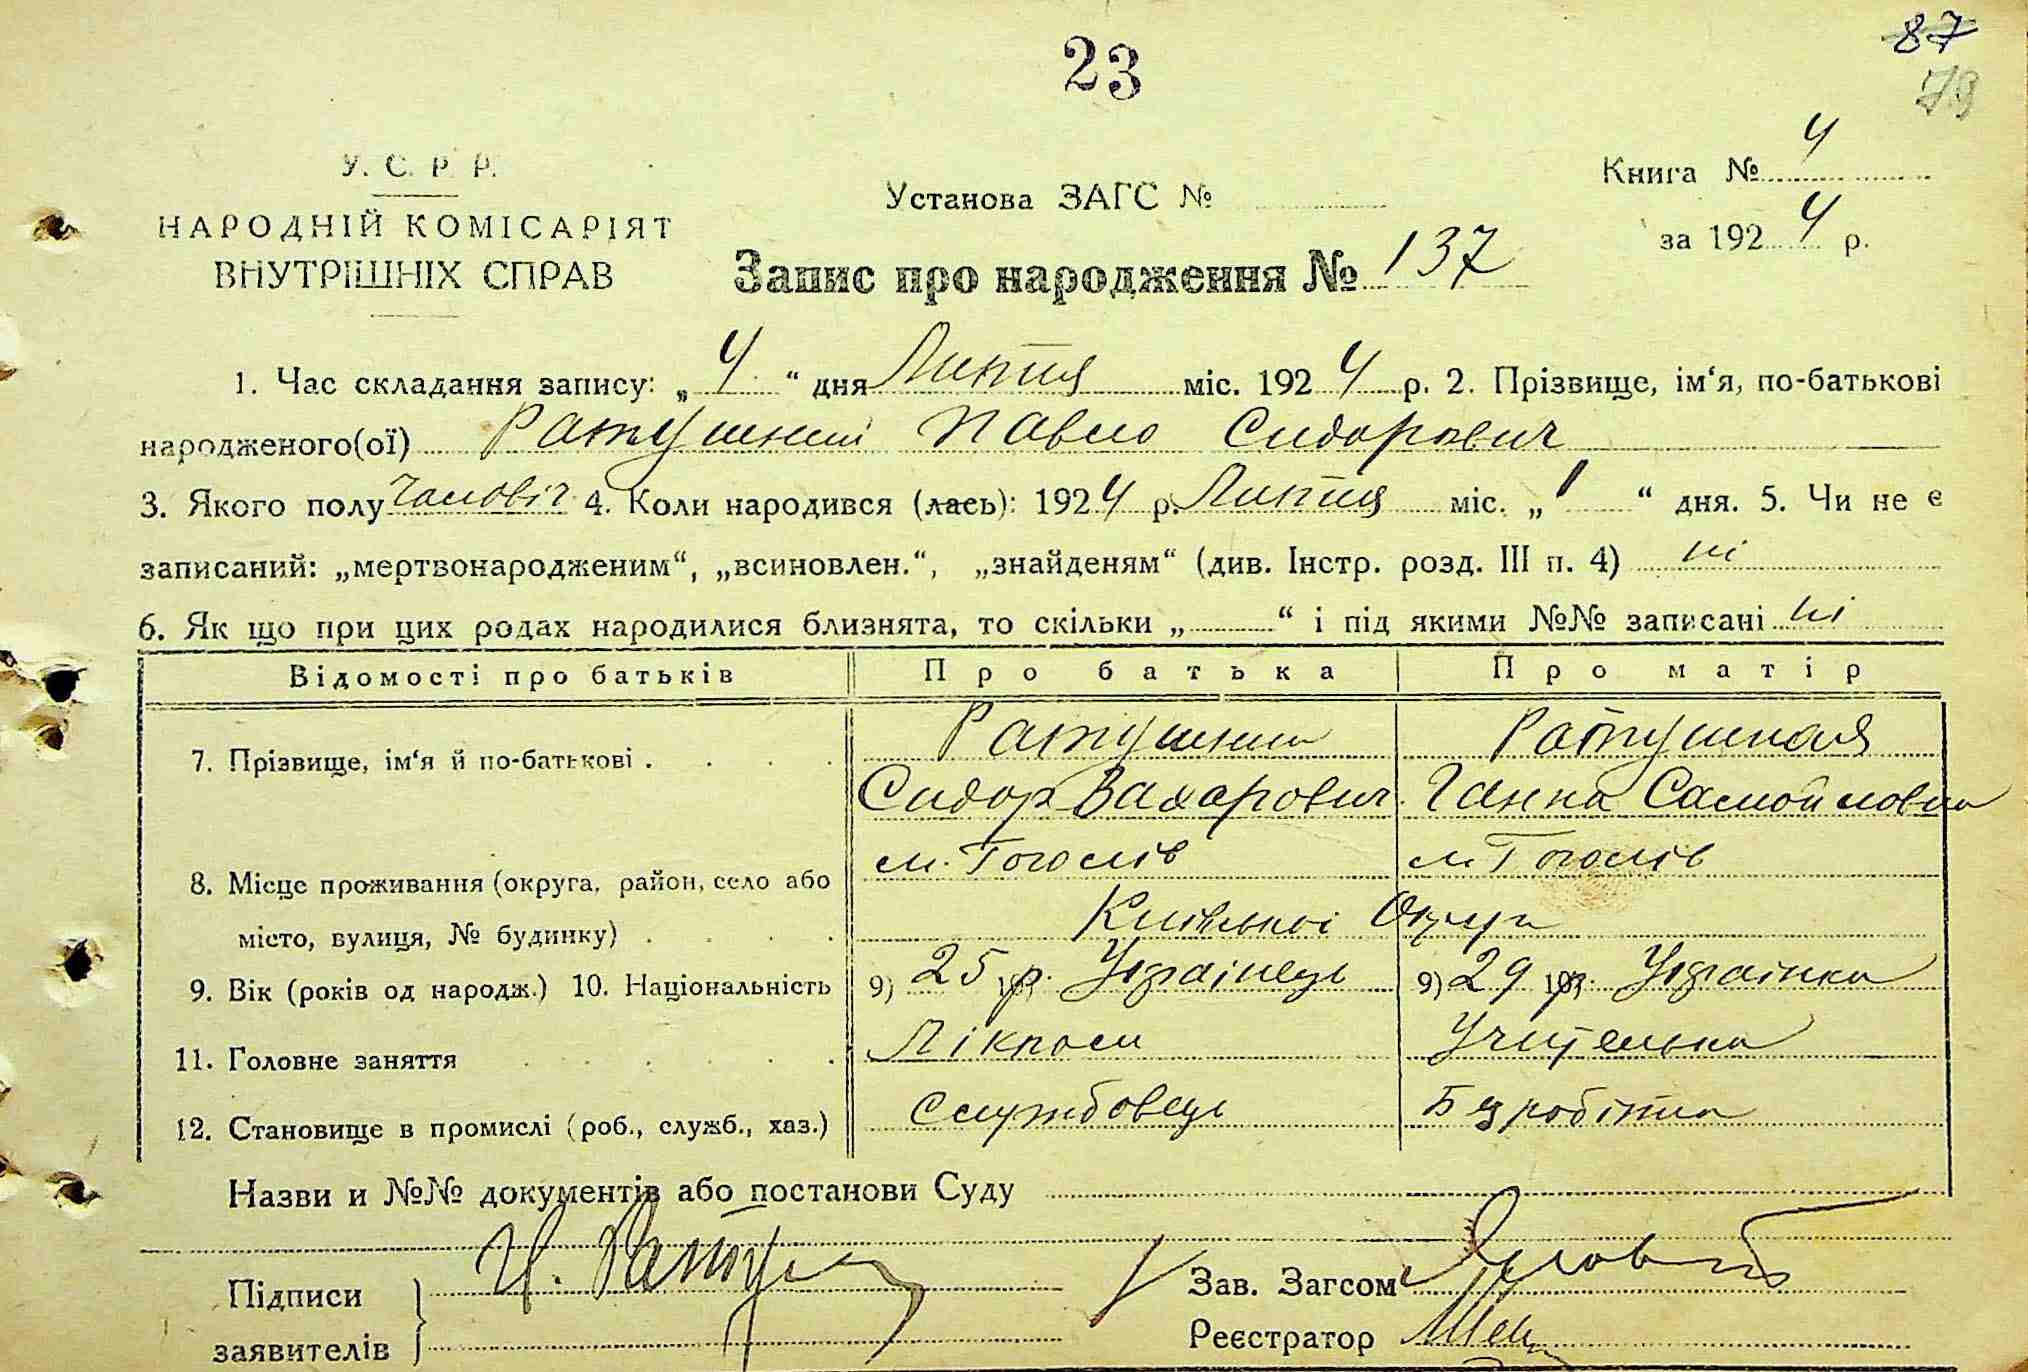 87
23
79
У. С. Р. Р.
Книга № 4
Установа ЗАГС №
НАРОДНІЙ КОМІСАРІЯТ
за 1924 р.
ВНУТРІШНІХ СПРАВ
Запис про народження № 137
1. Час складання запису: „4“ дня Липня міс. 1924 р. 2. Прізвище, ім‘я, по-батькові
народженого(ої) Ратушний Павло Сидорович
3. Якого полу чоловіч 4. Коли народився (лась): 1924 р. Липця міс. „1“ дня. 5. Чи не є
записаний: „мертвонародженим“, „всиновлен.“, „знайденям“ (див. Інстр. розд. III п. 4) ні
6. Як що при цих родах народилися близнята, то скільки „ “ і під якими №№ записані ні
Відомості про батьків Про батька Про матір
7. Прізвище, ім‘я й по-батькові . . . . Ратушний Ратушная
Сидор Захарович Ганна Самойловна
м. Гоголів м. Гоголів
8. Місце проживання (округа, район, село або
місто, вулиця, № будинку) . . . . Київської Округи
9. Вік (років од народж.) 10. Національність 9) 25 р. Українець 9) 29 р. Українка
11. Головне заняття . . . . . Лікпом Учителька
12. Становище в промислі (роб., служб., хаз.) Службовець Безробітна
Назви и №№ документів або постанови Суду
Підписи Зав. Загсом
заявителів Реєстратор